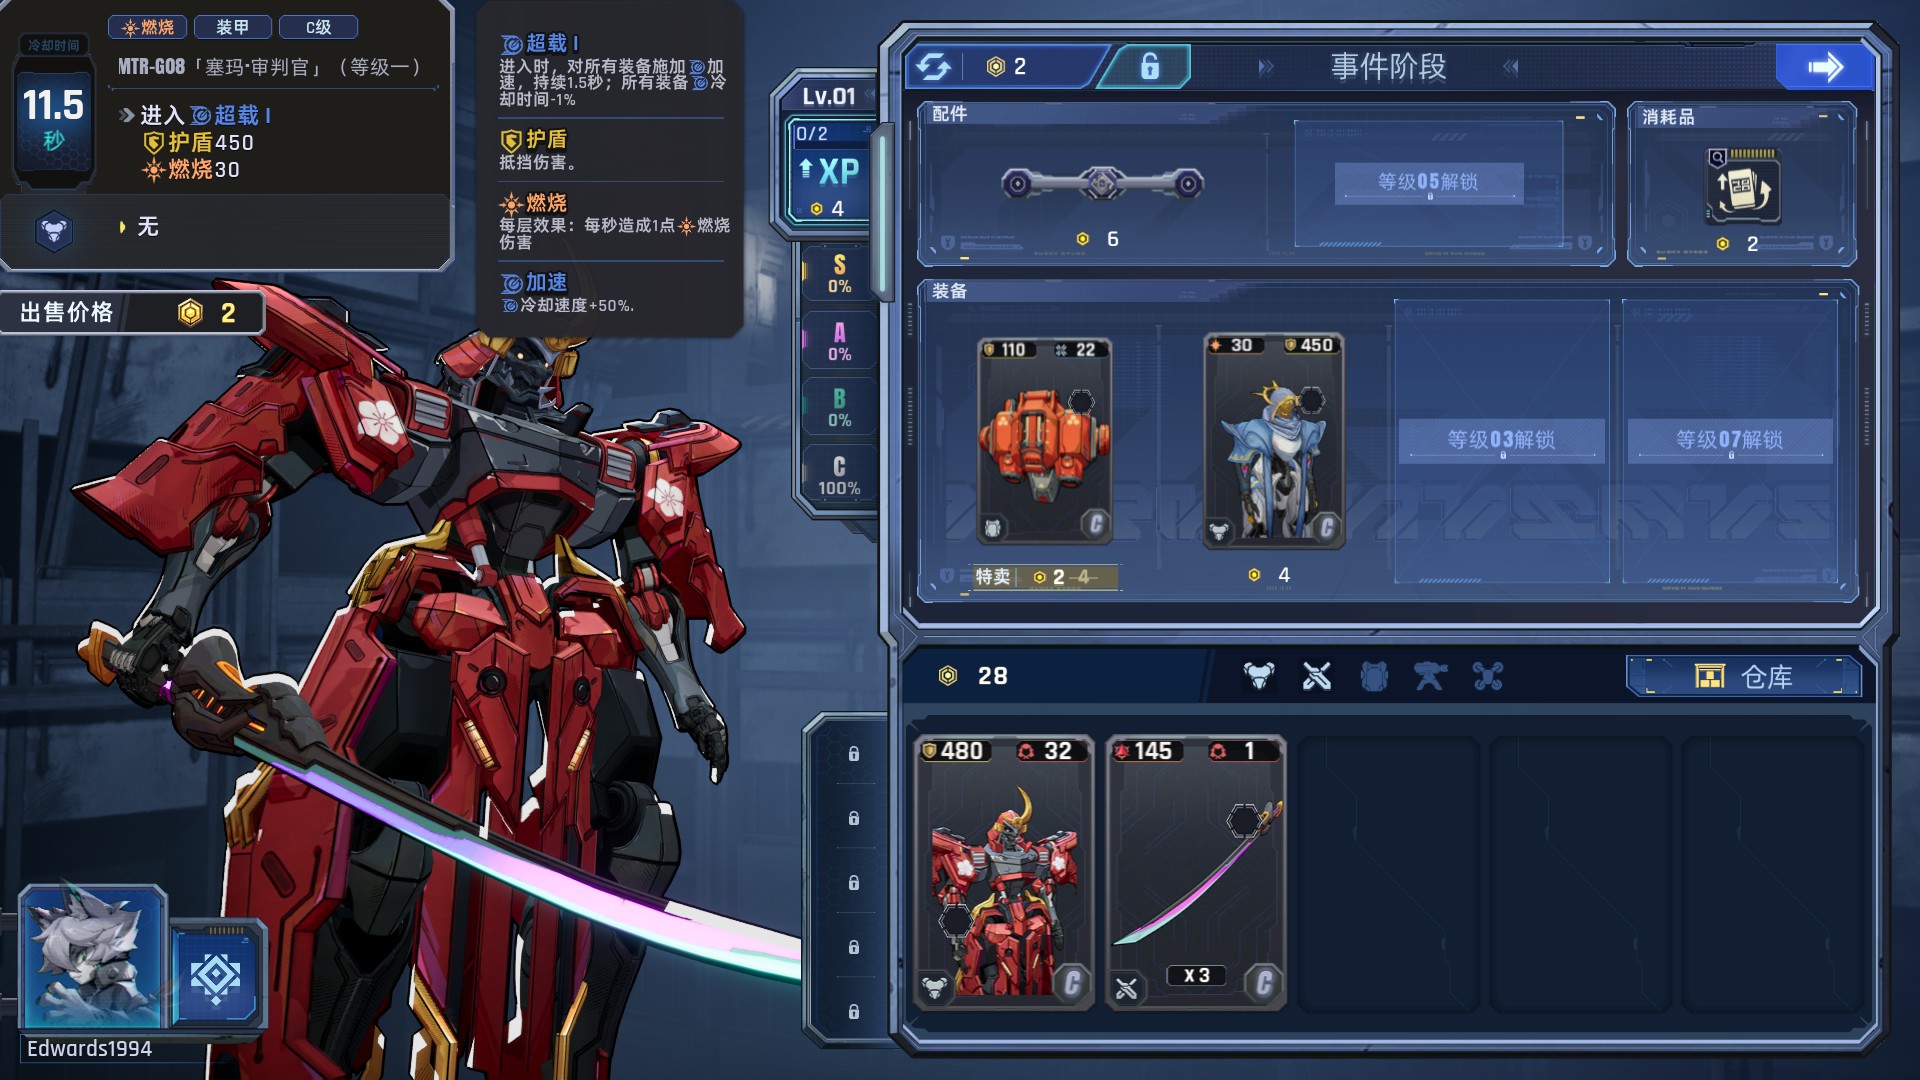 燃烧 装甲 C级
冷却时间
11.5
秒
MTR-G08「塞玛·审判官」（等级一）
进入 超载 I
护盾450
燃烧30
无
出售价格 2
超载 I
进入时，对所有装备施加 加
速，持续1.5秒；所有装备 冷
却时间-1%
护盾
抵挡伤害。
燃烧
每层效果：每秒造成1点 燃烧
伤害
加速
冷却速度+50%.
Lv.01
0/2
XP
4
S
0%
A
0%
B
0%
C
100%
2
事件阶段
配件
6
等级05解锁
消耗品
2
装备
110 22
C
特卖 2 4
30 450
C
4
等级03解锁
等级07解锁
28
仓库
480 32
C
145 1
x3
C
Edwards1994